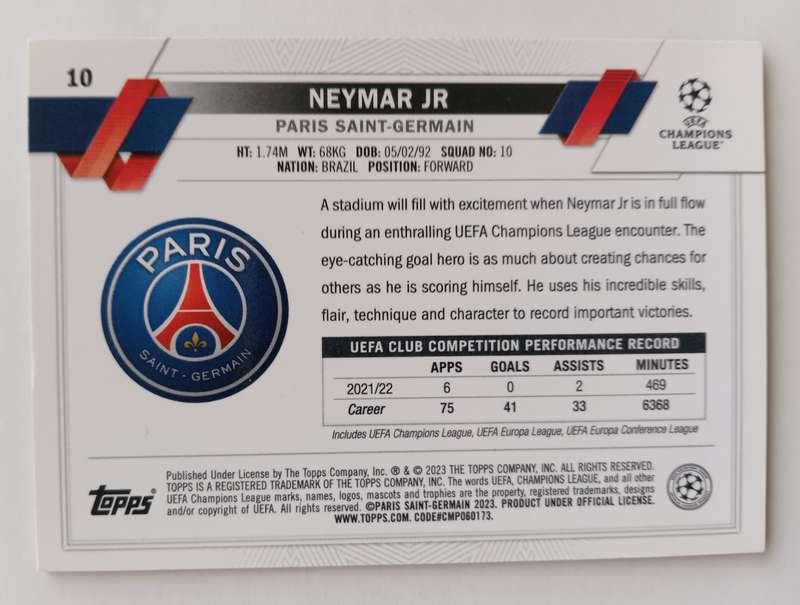 10
NEYMAR JR
PARIS SAINT-GERMAIN
UEFA
CHAMPIONS
LEAGUE
HT: 1.74M WT: 68KG DOB: 05/02/92 SQUAD NO: 10
NATION: BRAZIL POSITION: FORWARD
A stadium will fill with excitement when Neymar Jr is in full flow
during an enthralling UEFA Champions League encounter. The
eye-catching goal hero is as much about creating chances for
others as he is scoring himself. He uses his incredible skills,
flair, technique and character to record important victories.
PARIS
SAINT - GERMAIN
UEFA CLUB COMPETITION PERFORMANCE RECORD
APPS GOALS ASSISTS MINUTES
2021/22 6 0 2 469
Career 75 41 33 6368
Includes UEFA Champions League, UEFA Europa League, UEFA Europa Conference League
TOPPS
Published Under License by The Topps Company, Inc. ® & © 2023 THE TOPPS COMPANY, INC. ALL RIGHTS RESERVED.
TOPPS IS A REGISTERED TRADEMARK OF THE TOPPS COMPANY, INC. The words UEFA, CHAMPIONS LEAGUE, and all other
UEFA Champions League marks, names, logos, mascots and trophies are the property, registered trademarks, designs
and/or copyright of UEFA. All rights reserved. ©PARIS SAINT-GERMAIN 2023. PRODUCT UNDER OFFICIAL LICENSE.
WWW.TOPPS.COM. CODE#CMP060173.